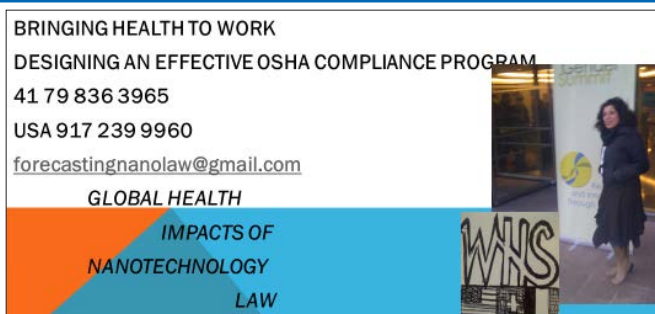 BRINGING HEALTH TO WORK
DESIGNING AN EFFECTIVE OSHA COMPLIANCE PROGRAM
41 79 836 3965
USA 917 239 9960
forecastingnanolaw@gmail.com
GLOBAL HEALTH
IMPACTS OF
NANOTECHNOLOGY
LAW
Summit
WHS